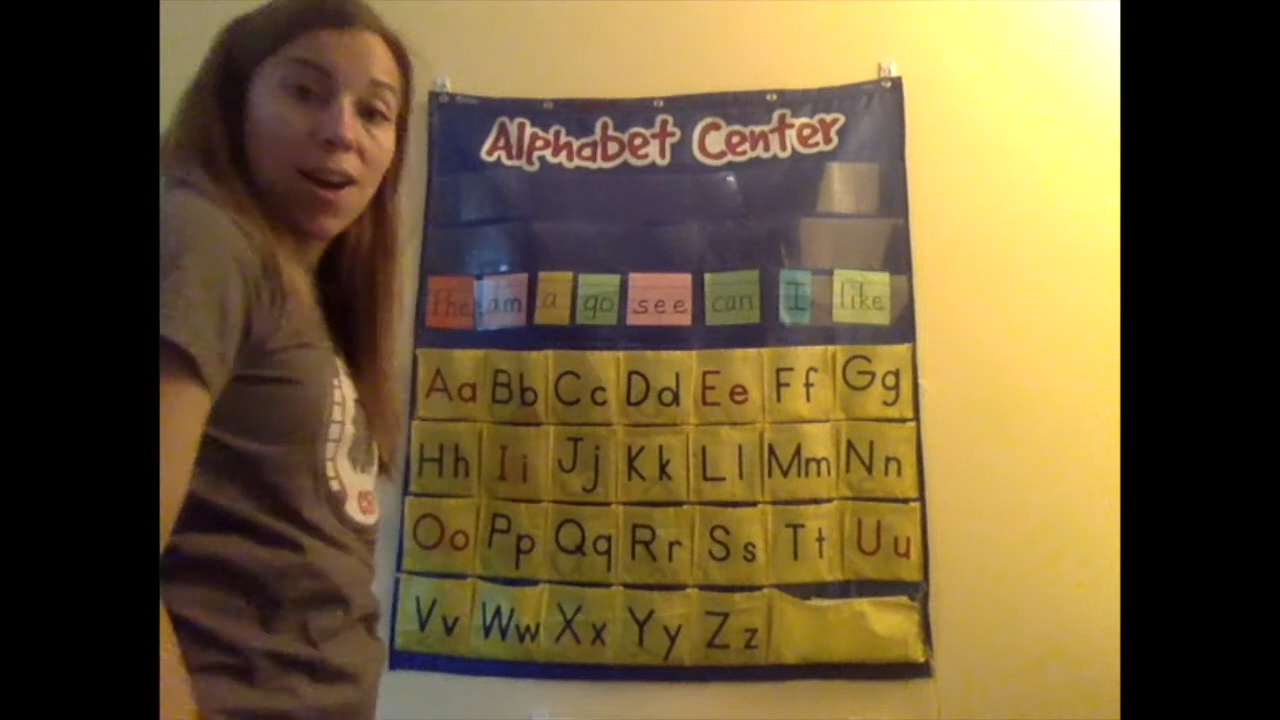 Alphabet Center
The am a go see can I like
Aa Bb Cc Dd Ee Ff Gg
Hh Ii Jj Kk Ll Mm Nn
Oo Pp Qq Rr Ss Tt Uu
Vv Ww Xx Yy Zz